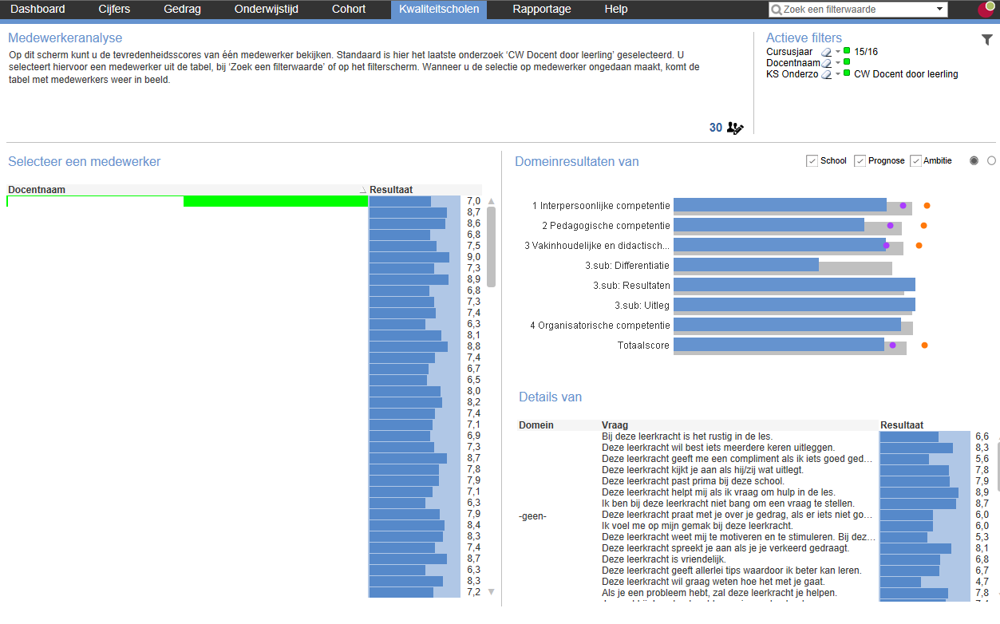 Dashboard Cijfers Gedrag Onderwijstijd Cohort Kwaliteitscholen Rapportage Help Zoek een filterwaarde
Medewerkeranalyse
Op dit scherm kunt u de tevredenheidsscores van één medewerker bekijken. Standaard is hier het laatste onderzoek ‘CW Docent door leerling’ geselecteerd. U
selecteert hiervoor een medewerker uit de tabel, bij ‘Zoek een filterwaarde’ of op het filterscherm. Wanneer u de selectie op medewerker ongedaan maakt, komt de
tabel met medewerkers weer in beeld.
30
Actieve filters
Cursusjaar 15/16
Docentnaam
KS Onderzo CW Docent door leerling
Selecteer een medewerker
Docentnaam Resultaat
7,0
8,7
8,6
6,8
7,5
9,0
7,3
8,9
6,8
7,3
7,4
6,3
8,1
8,8
7,4
6,7
6,5
8,0
8,2
7,4
7,1
6,9
7,3
8,7
7,8
7,9
7,1
6,3
7,9
8,4
8,3
7,4
8,7
6,3
8,3
7,2
Domeinresultaten van
School Prognose Ambitie
1 Interpersoonlijke competentie
2 Pedagogische competentie
3 Vakinhoudelijke en didactisch...
3.sub: Differentiatie
3.sub: Resultaten
3.sub: Uitleg
4 Organisatorische competentie
Totaalscore
Details van
Domein Vraag Resultaat
-geen-
Bij deze leerkracht is het rustig in de les. 6,6
Deze leerkracht wil best iets meerdere keren uitleggen. 8,3
Deze leerkracht geeft me een compliment als ik iets goed ged... 5,6
Deze leerkracht kijkt je aan als hij/zij wat uitlegt. 7,8
Deze leerkracht past prima bij deze school. 7,9
Deze leerkracht helpt mij als ik vraag om hulp in de les. 8,9
Ik ben bij deze leerkracht niet bang om een vraag te stellen. 8,7
Deze leerkracht praat met je over je gedrag, als er iets niet go... 6,0
Ik voel me op mijn gemak bij deze leerkracht. 6,0
Deze leerkracht weet mij te motiveren en te stimuleren. Bij dez... 5,3
Deze leerkracht spreekt je aan als je je verkeerd gedraagt. 8,1
Deze leerkracht is vriendelijk. 6,8
Deze leerkracht geeft allerlei tips waardoor ik beter kan leren. 6,7
Deze leerkracht wil graag weten hoe het met je gaat. 4,7
Als je een probleem hebt, zal deze leerkracht je helpen. 7,8